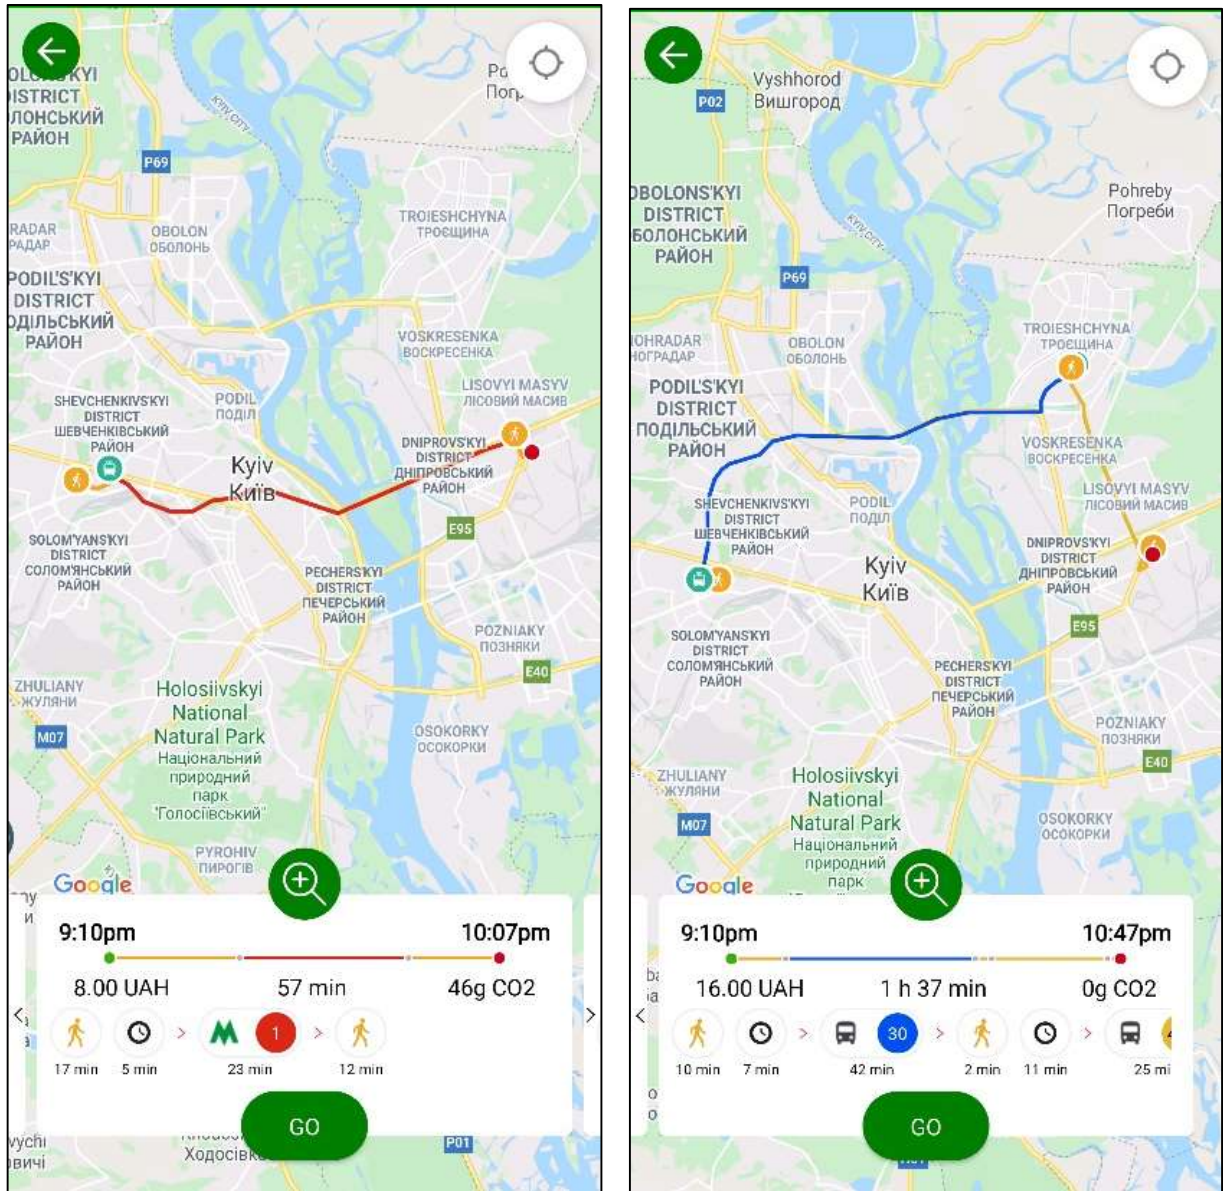 OBOLONS'KYI
DISTRICT
РАЙОН
P69
KYIV CITY
TROIESHCHYNA
ТРОЄЩИНА
OBOLON
ОБОЛОНЬ
PODIL'S'KYI
DISTRICT
РАЙОН
VOSKRESENKA
ВОСКРЕСЕНКА
LISOVYI MASYV
ЛІСОВИЙ МАСИВ
SHEVCHENKIVS'KYI
DISTRICT
ШЕВЧЕНКІВСЬКИЙ
РАЙОН
PODIL
ПОДІЛ
DNIPROVS'KYI
DISTRICT
ДНІПРОВСЬКИЙ
РАЙОН
Kyiv
Київ
E95
SOLOM'YANS'KYI
DISTRICT
СОЛОМ'ЯНСЬКИЙ
РАЙОН
PECHERS'KYI
DISTRICT
ПЕЧЕРСЬКИЙ
РАЙОН
POZNIAKY
ПОЗНЯКИ
E40
ZHULIANY
ЖУЛЯНИ
M07
Holosiivskyi
National
Natural Park
Національний
природний
парк
"Голосіївський"
OSOKORKY
ОСОКОРКИ
PYROHIV
ПИРОГІВ
Google
9:10pm 10:07pm
8.00 UAH 57 min 46g CO2
< > 1 > >
17 min 5 min 23 min 12 min
GO
P01
Ходосівка
Vyshhorod
Вишгород
P02
Pohreby
Погреби
OBOLONS'KYI
DISTRICT
ОБОЛОНСЬКИЙ
РАЙОН
KYIV CITY
P69
TROIESHCHYNA
ТРОЄЩИНА
OBOLON
ОБОЛОНЬ
PODIL'S'KYI
DISTRICT
ПОДІЛЬСЬКИЙ
РАЙОН
VOSKRESENKA
ВОСКРЕСЕНКА
LISOVYI MASYV
ЛІСОВИЙ МАСИВ
SHEVCHENKIVS'KYI
DISTRICT
ШЕВЧЕНКІВСЬКИЙ
РАЙОН
PODIL
ПОДІЛ
DNIPROVS'KYI
DISTRICT
ДНІПРОВСЬКИЙ
РАЙОН
Kyiv
Київ
E95
SOLOM'YANS'KYI
DISTRICT
СОЛОМ'ЯНСЬКИЙ
РАЙОН
PECHERS'KYI
DISTRICT
ПЕЧЕРСЬКИЙ
РАЙОН
POZNIAKY
ПОЗНЯКИ
E40
ZHULIANY
ЖУЛЯНИ
M07
Holosiivskyi
National
Natural Park
Національний
природний
парк
OSOKORKY
ОСОКОРКИ
Google
9:10pm 10:47pm
16.00 UAH 1 h 37 min 0g CO2
< > 30 > >
10 min 7 min 42 min 2 min 11 min 25 mi
GO